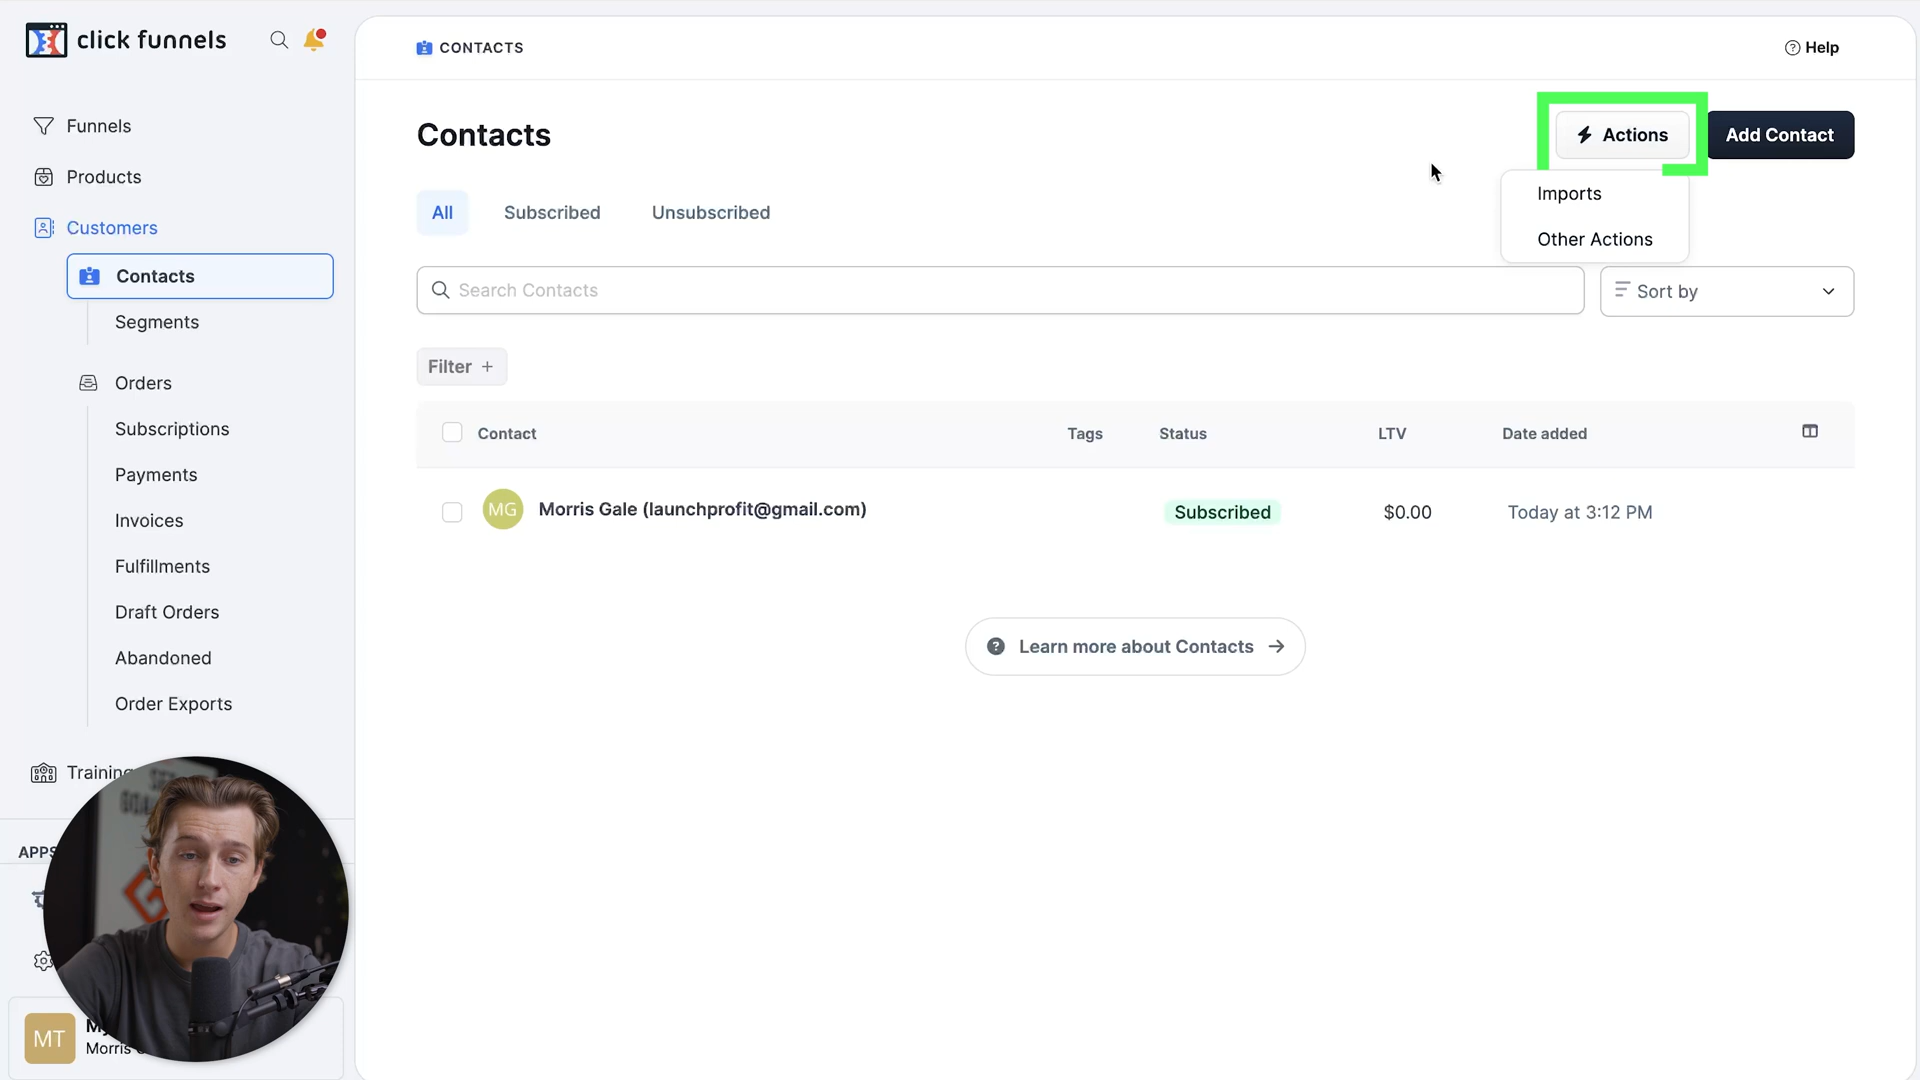 click funnels
CONTACTS
Help
Funnels
Products
Customers
Contacts
Segments
Orders
Subscriptions
Payments
Invoices
Fulfillments
Draft Orders
Abandoned
Order Exports
Training
APPS
MT
Morris
Contacts
Actions
Add Contact
Imports
Other Actions
All
Subscribed
Unsubscribed
Search Contacts
Sort by
Filter +
Contact Tags Status LTV Date added
MG Morris Gale (launchprofit@gmail.com) Subscribed $0.00 Today at 3:12 PM
Learn more about Contacts →